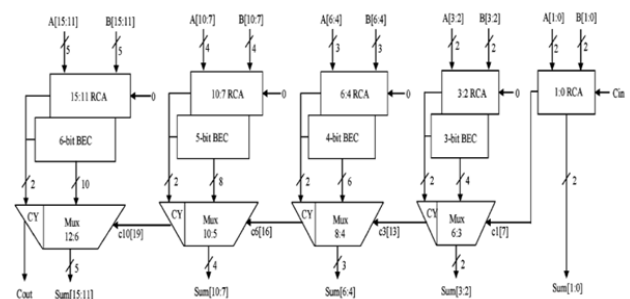 A[15:11] B[15:11] A[10:7] B[10:7] A[6:4] B[6:4] A[3:2] B[3:2] A[1:0] B[1:0]
5 5 4 4 3 3 2 2 2 2
15:11 RCA 0 10:7 RCA 0 6:4 RCA 0 3:2 RCA 0 1:0 RCA Cin
6-bit BEC 5-bit BEC 4-bit BEC 3-bit BEC
2 10 2 8 2 6 2 4 2
CY Mux 12:6 c10[19] CY Mux 10:5 c6[16] CY Mux 8:4 c3[13] CY Mux 6:3 c1[7]
5 4 3 2
Cout Sum[15:11] Sum[10:7] Sum[6:4] Sum[3:2] Sum[1:0]